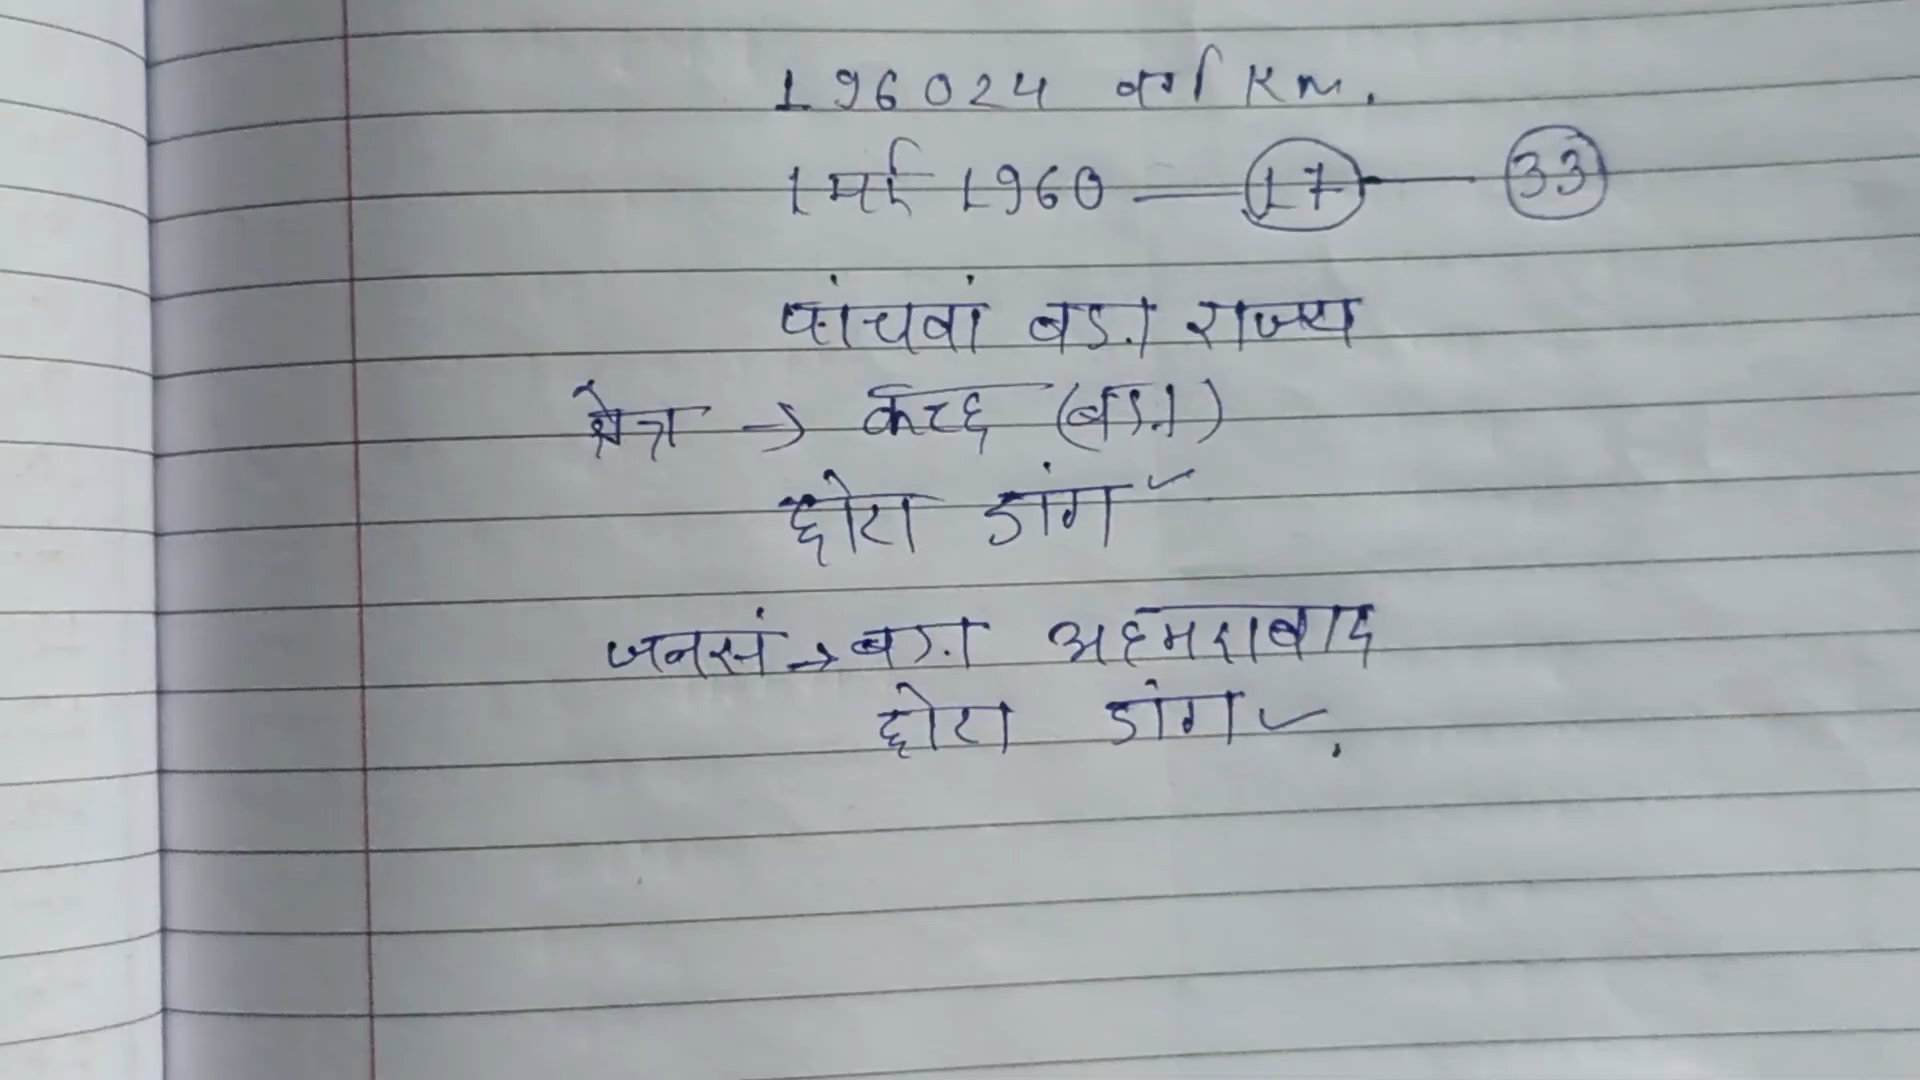 196024 वर्ग Km.
1 मई 1960 = 17 — 33
पांचवां बड़ा राज्य
क्षेत्र → कच्छ (बड़ा)
छोटा डांग ✓
जनसं → बड़ा अहमदाबाद
छोटा डांग ✓.